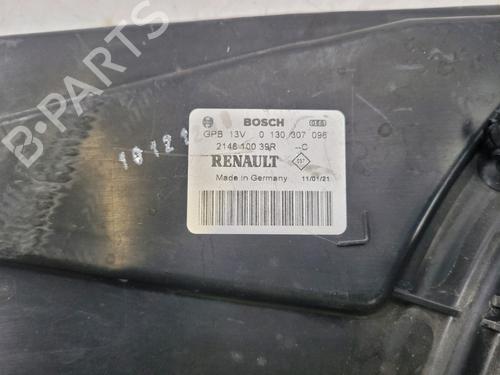 BOSCH
GPB 13V 0 130 307 096
2148 100 39R --C
RENAULT
Made in Germany 11/01/21
B-PARTS